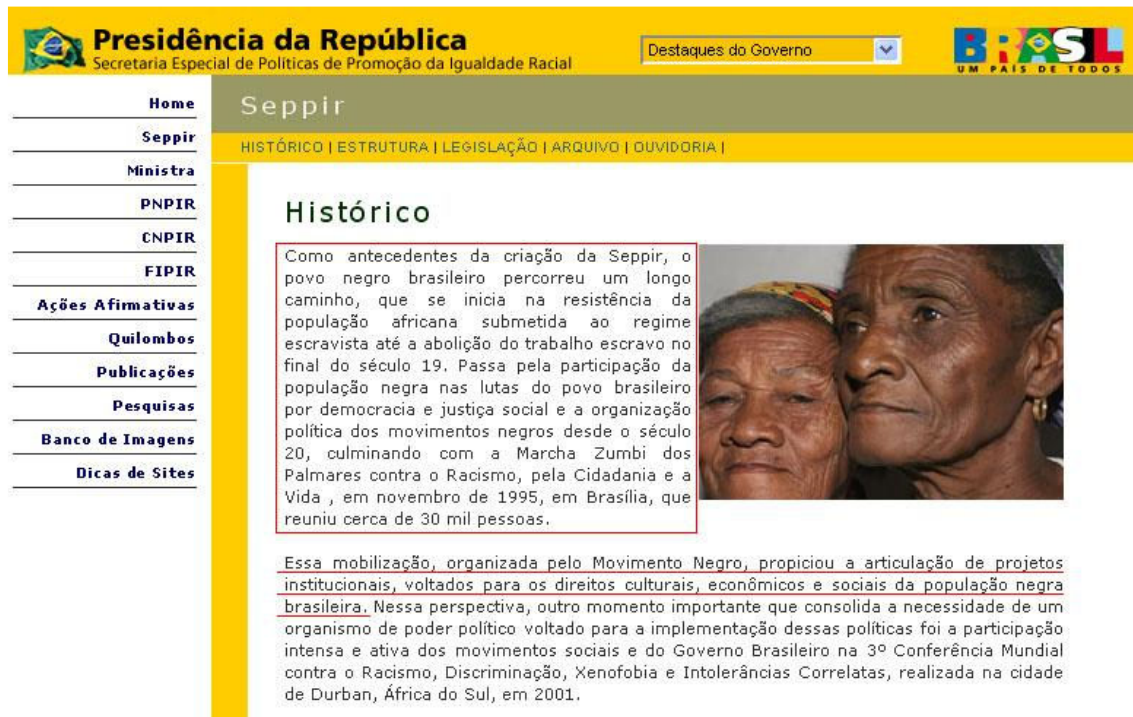 Presidência da República
Secretaria Especial de Políticas de Promoção da Igualdade Racial
Destaques do Governo
BRASIL
UM PAÍS DE TODOS
Home
Seppir
Ministra
PNPIR
CNPIR
FIPIR
Ações Afirmativas
Quilombos
Publicações
Pesquisas
Banco de Imagens
Dicas de Sites
Seppir
HISTÓRICO | ESTRUTURA | LEGISLAÇÃO | ARQUIVO | OUVIDORIA |
Histórico
Como antecedentes da criação da Seppir, o
povo negro brasileiro percorreu um longo
caminho, que se inicia na resistência da
população africana submetida ao regime
escravista até a abolição do trabalho escravo no
final do século 19. Passa pela participação da
população negra nas lutas do povo brasileiro
por democracia e justiça social e a organização
política dos movimentos negros desde o século
20, culminando com a Marcha Zumbi dos
Palmares contra o Racismo, pela Cidadania e a
Vida , em novembro de 1995, em Brasília, que
reuniu cerca de 30 mil pessoas.
Essa mobilização, organizada pelo Movimento Negro, propiciou a articulação de projetos
institucionais, voltados para os direitos culturais, econômicos e sociais da população negra
brasileira. Nessa perspectiva, outro momento importante que consolida a necessidade de um
organismo de poder político voltado para a implementação dessas políticas foi a participação
intensa e ativa dos movimentos sociais e do Governo Brasileiro na 3º Conferência Mundial
contra o Racismo, Discriminação, Xenofobia e Intolerâncias Correlatas, realizada na cidade
de Durban, África do Sul, em 2001.